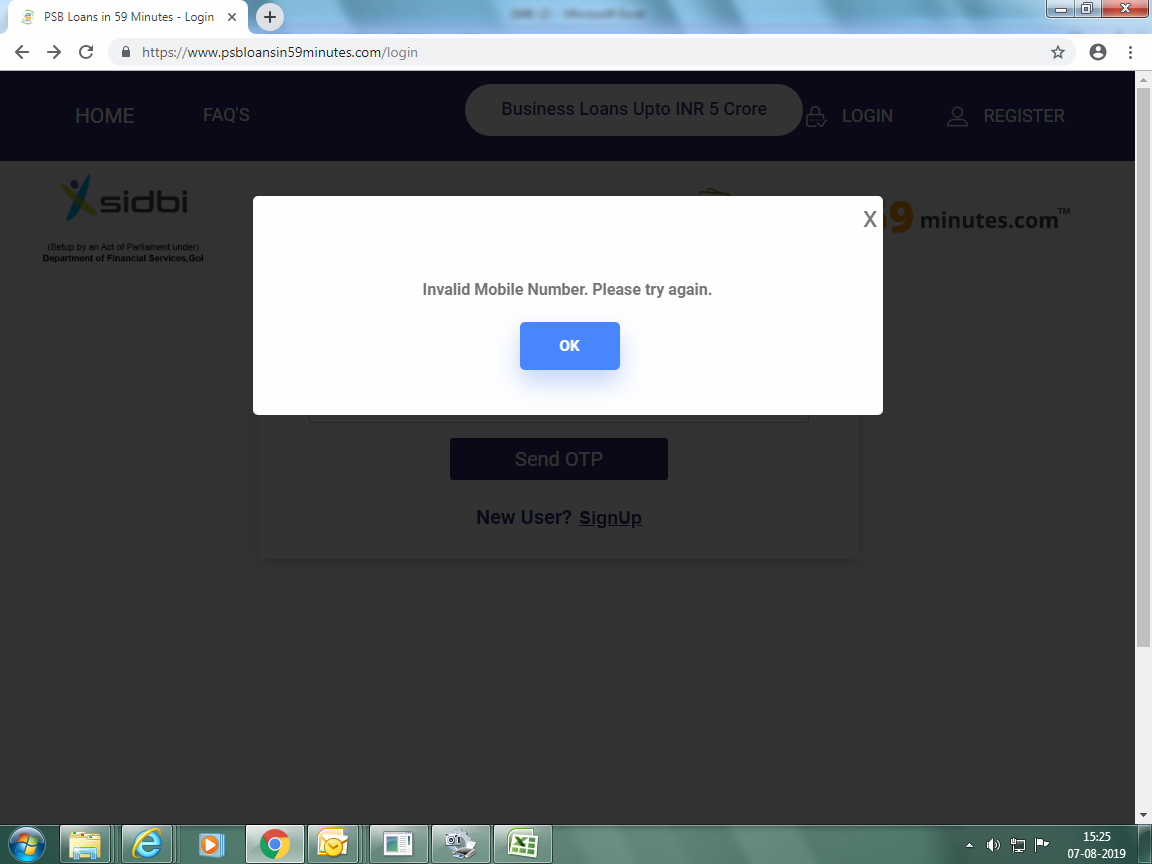 PSB Loans in 59 Minutes - Login
https://www.psbloansin59minutes.com/login
HOME
FAQ'S
Business Loans Upto INR 5 Crore
LOGIN
REGISTER
sidbi
(Setup by an Act of Parliament under)
Department of Financial Services,GoI
9 minutes.com™
X
Invalid Mobile Number. Please try again.
OK
Send OTP
New User? SignUp
15:25
07-08-2019